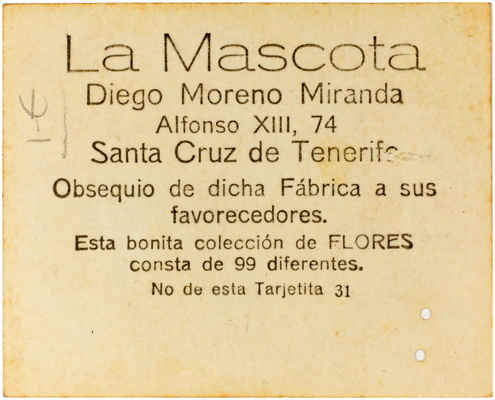 La Mascota
Diego Moreno Miranda
Alfonso XIII, 74
Santa Cruz de Tenerife
Obsequio de dicha Fábrica a sus
favorecedores.
Esta bonita colección de FLORES
consta de 99 diferentes.
No de esta Tarjetita 31